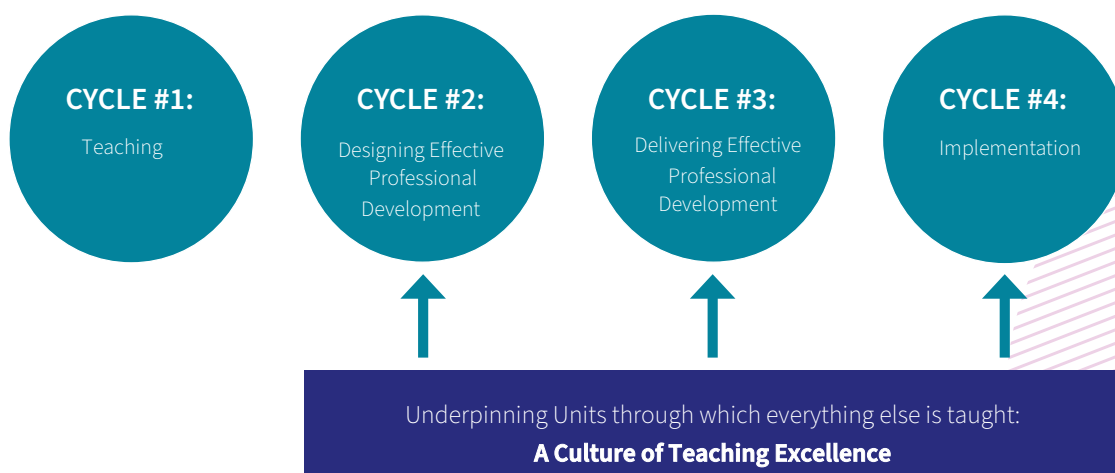 CYCLE #1:
Teaching
CYCLE #2:
Designing Effective
Professional
Development
CYCLE #3:
Delivering Effective
Professional
Development
CYCLE #4:
Implementation
Underpinning Units through which everything else is taught:
A Culture of Teaching Excellence